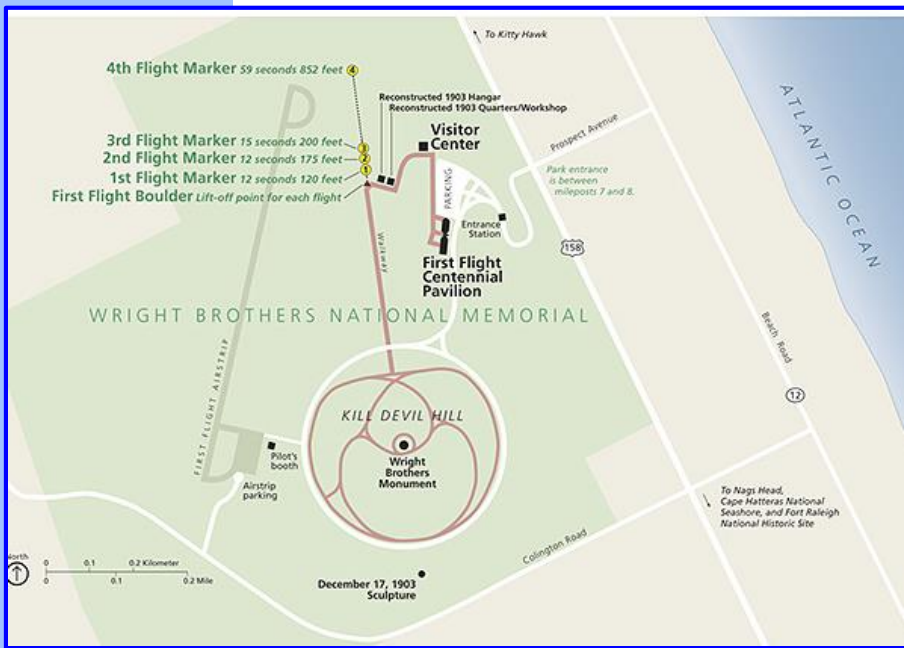 To Kitty Hawk
4th Flight Marker 59 seconds 852 feet 4
Reconstructed 1903 Hangar
Reconstructed 1903 Quarters/Workshop
Visitor
Center
Prospect Avenue
ATLANTIC OCEAN
3rd Flight Marker 15 seconds 200 feet 3
2nd Flight Marker 12 seconds 175 feet 2
1st Flight Marker 12 seconds 120 feet 1
First Flight Boulder Lift-off point for each flight
Park entrance
is between
mileposts 7 and 8.
PARKING
Entrance
Station
Walkway
158
First Flight
Centennial
Pavilion
WRIGHT BROTHERS NATIONAL MEMORIAL
Beach Road
12
FIRST FLIGHT AIRSTRIP
KILL DEVIL HILL
Wright
Brothers
Monument
Pilot's
booth
Airstrip
parking
To Nags Head,
Cape Hatteras National
Seashore, and Fort Raleigh
National Historic Site
Colington Road
North
0 0.1 0.2 Kilometer
0 0.1 0.2 Mile
December 17, 1903
Sculpture